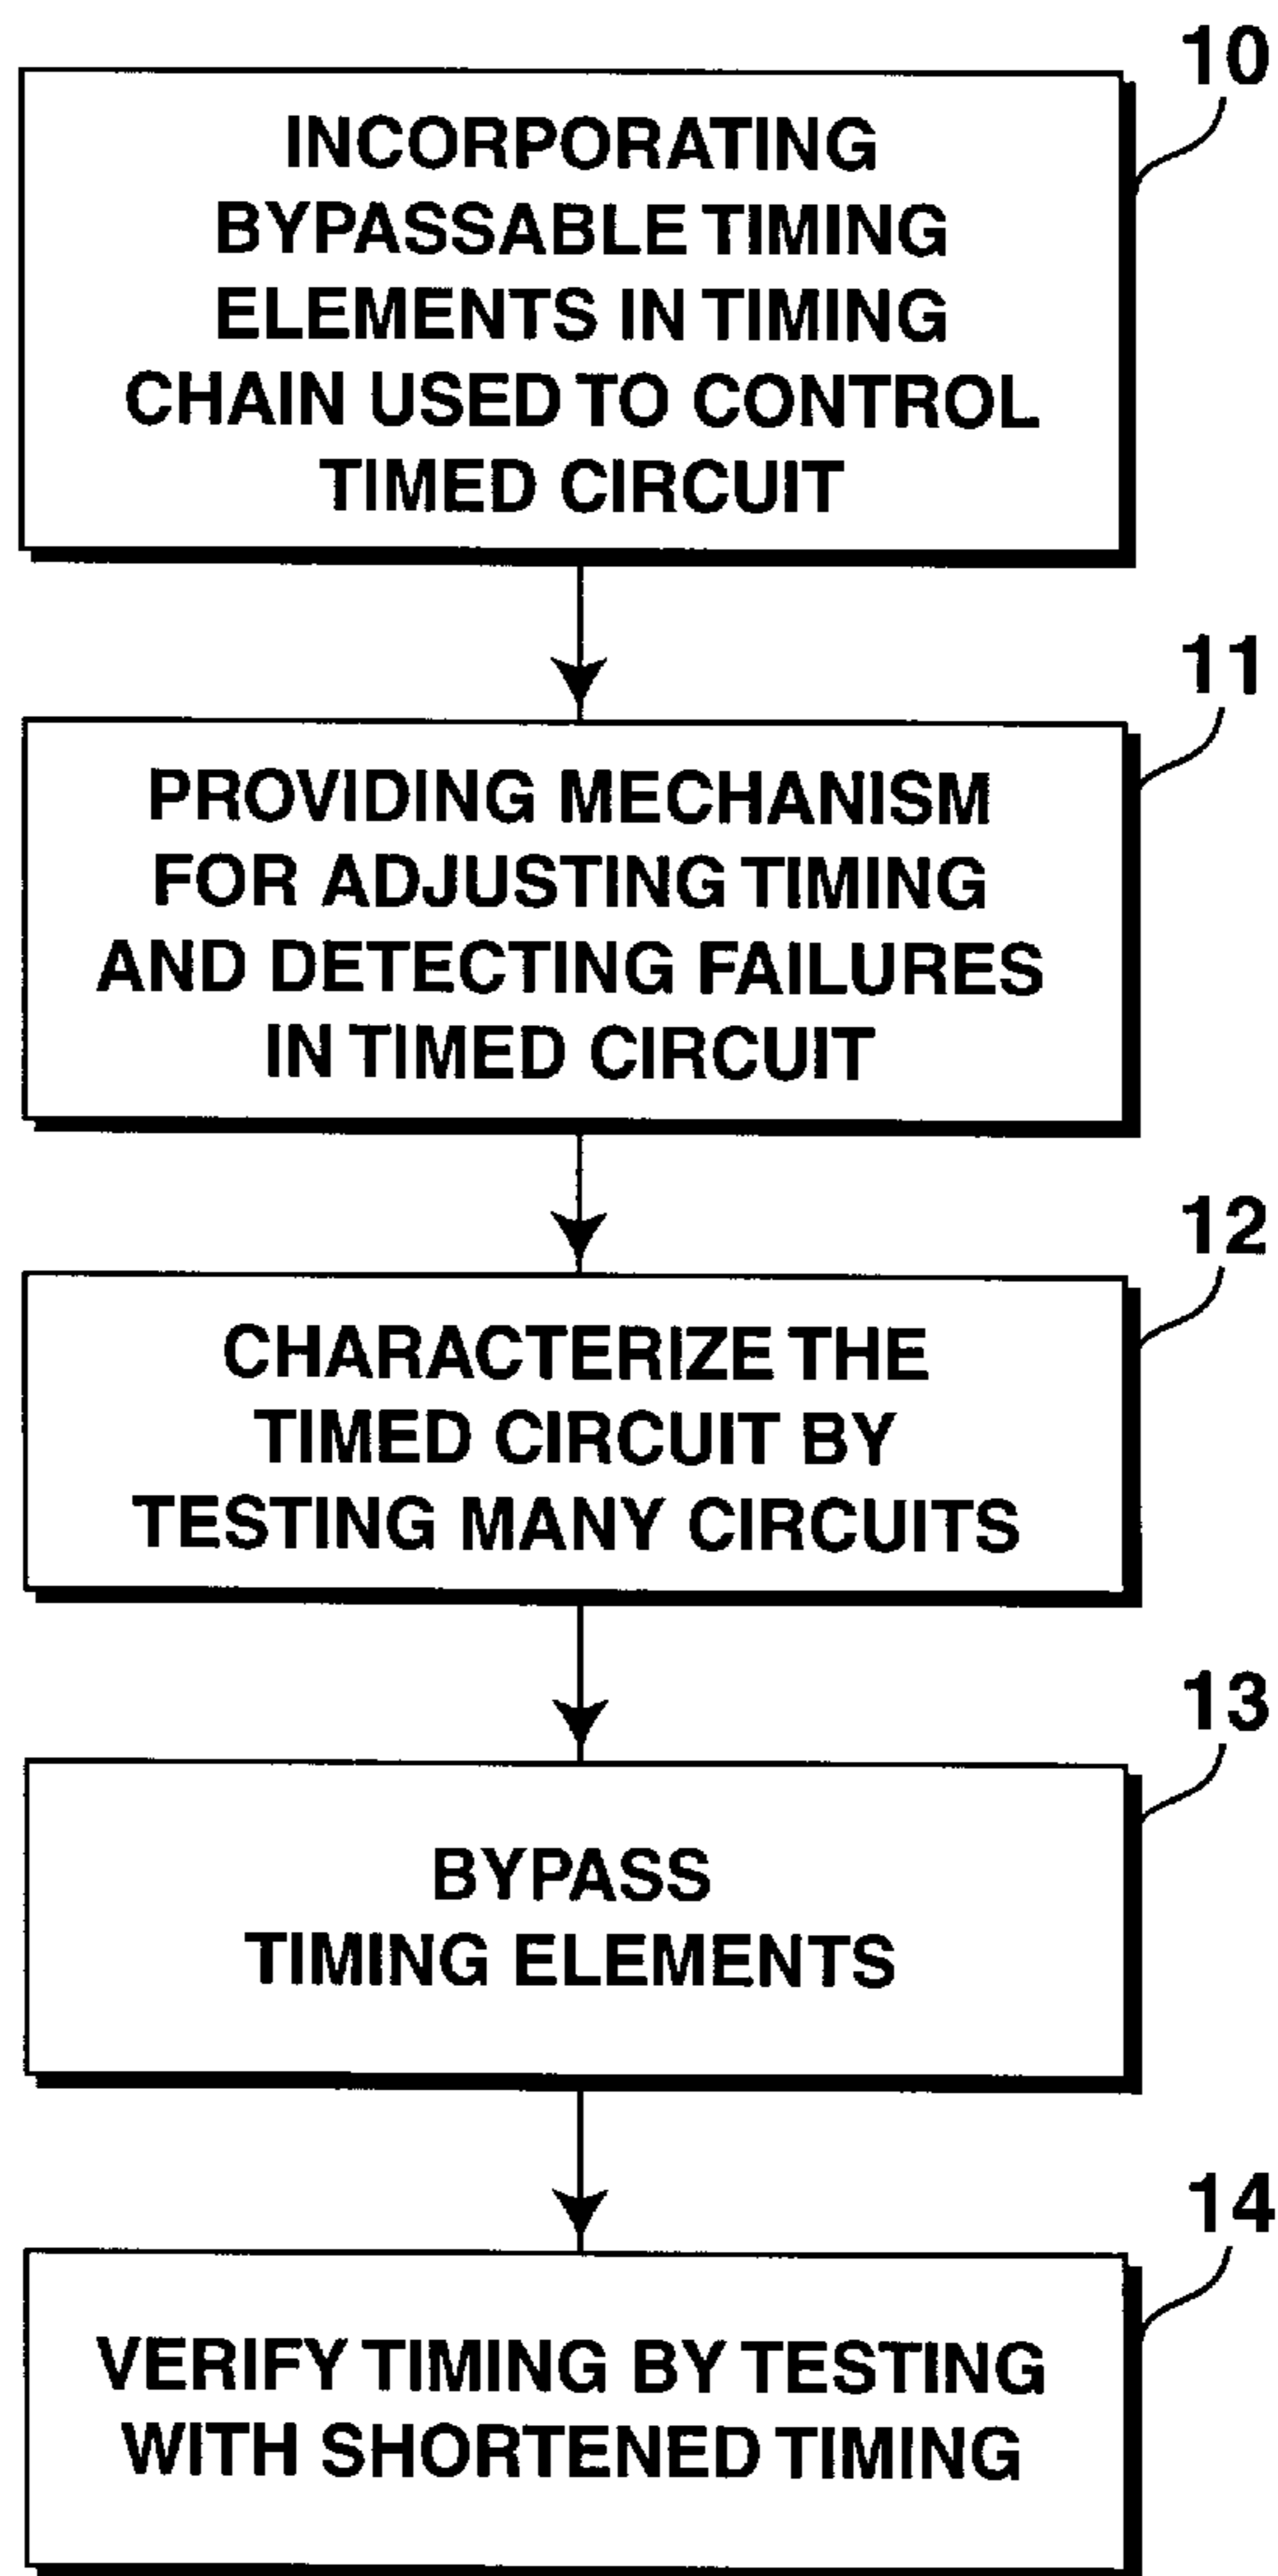 10
INCORPORATING
BYPASSABLE TIMING
ELEMENTS IN TIMING
CHAIN USED TO CONTROL
TIMED CIRCUIT
11
PROVIDING MECHANISM
FOR ADJUSTING TIMING
AND DETECTING FAILURES
IN TIMED CIRCUIT
12
CHARACTERIZE THE
TIMED CIRCUIT BY
TESTING MANY CIRCUITS
13
BYPASS
TIMING ELEMENTS
14
VERIFY TIMING BY TESTING
WITH SHORTENED TIMING